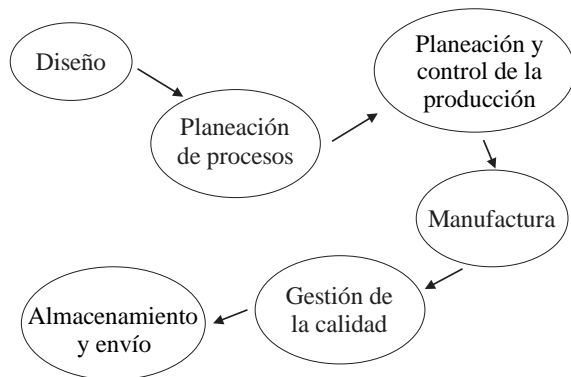 Diseño
Planeación
de procesos
Planeación y
control de la
producción
Manufactura
Gestión de
la calidad
Almacenamiento
y envío